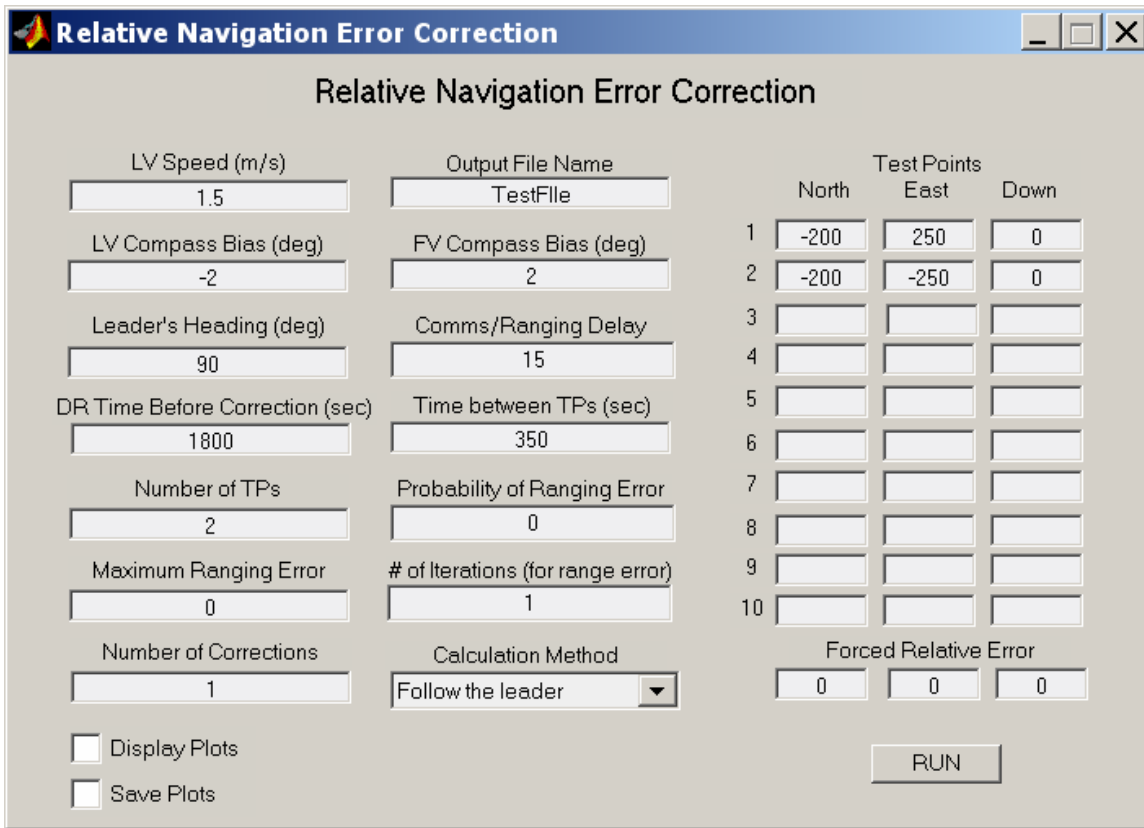 Relative Navigation Error Correction
Relative Navigation Error Correction
LV Speed (m/s)
1.5
Output File Name
TestFIle
LV Compass Bias (deg)
-2
FV Compass Bias (deg)
2
Leader's Heading (deg)
90
Comms/Ranging Delay
15
DR Time Before Correction (sec)
1800
Time between TPs (sec)
350
Number of TPs
2
Probability of Ranging Error
0
Maximum Ranging Error
0
# of Iterations (for range error)
1
Number of Corrections
1
Calculation Method
Follow the leader
Display Plots
Save Plots
Test Points
North East Down
1 -200 250 0
2 -200 -250 0
3
4
5
6
7
8
9
10
Forced Relative Error
0 0 0
RUN